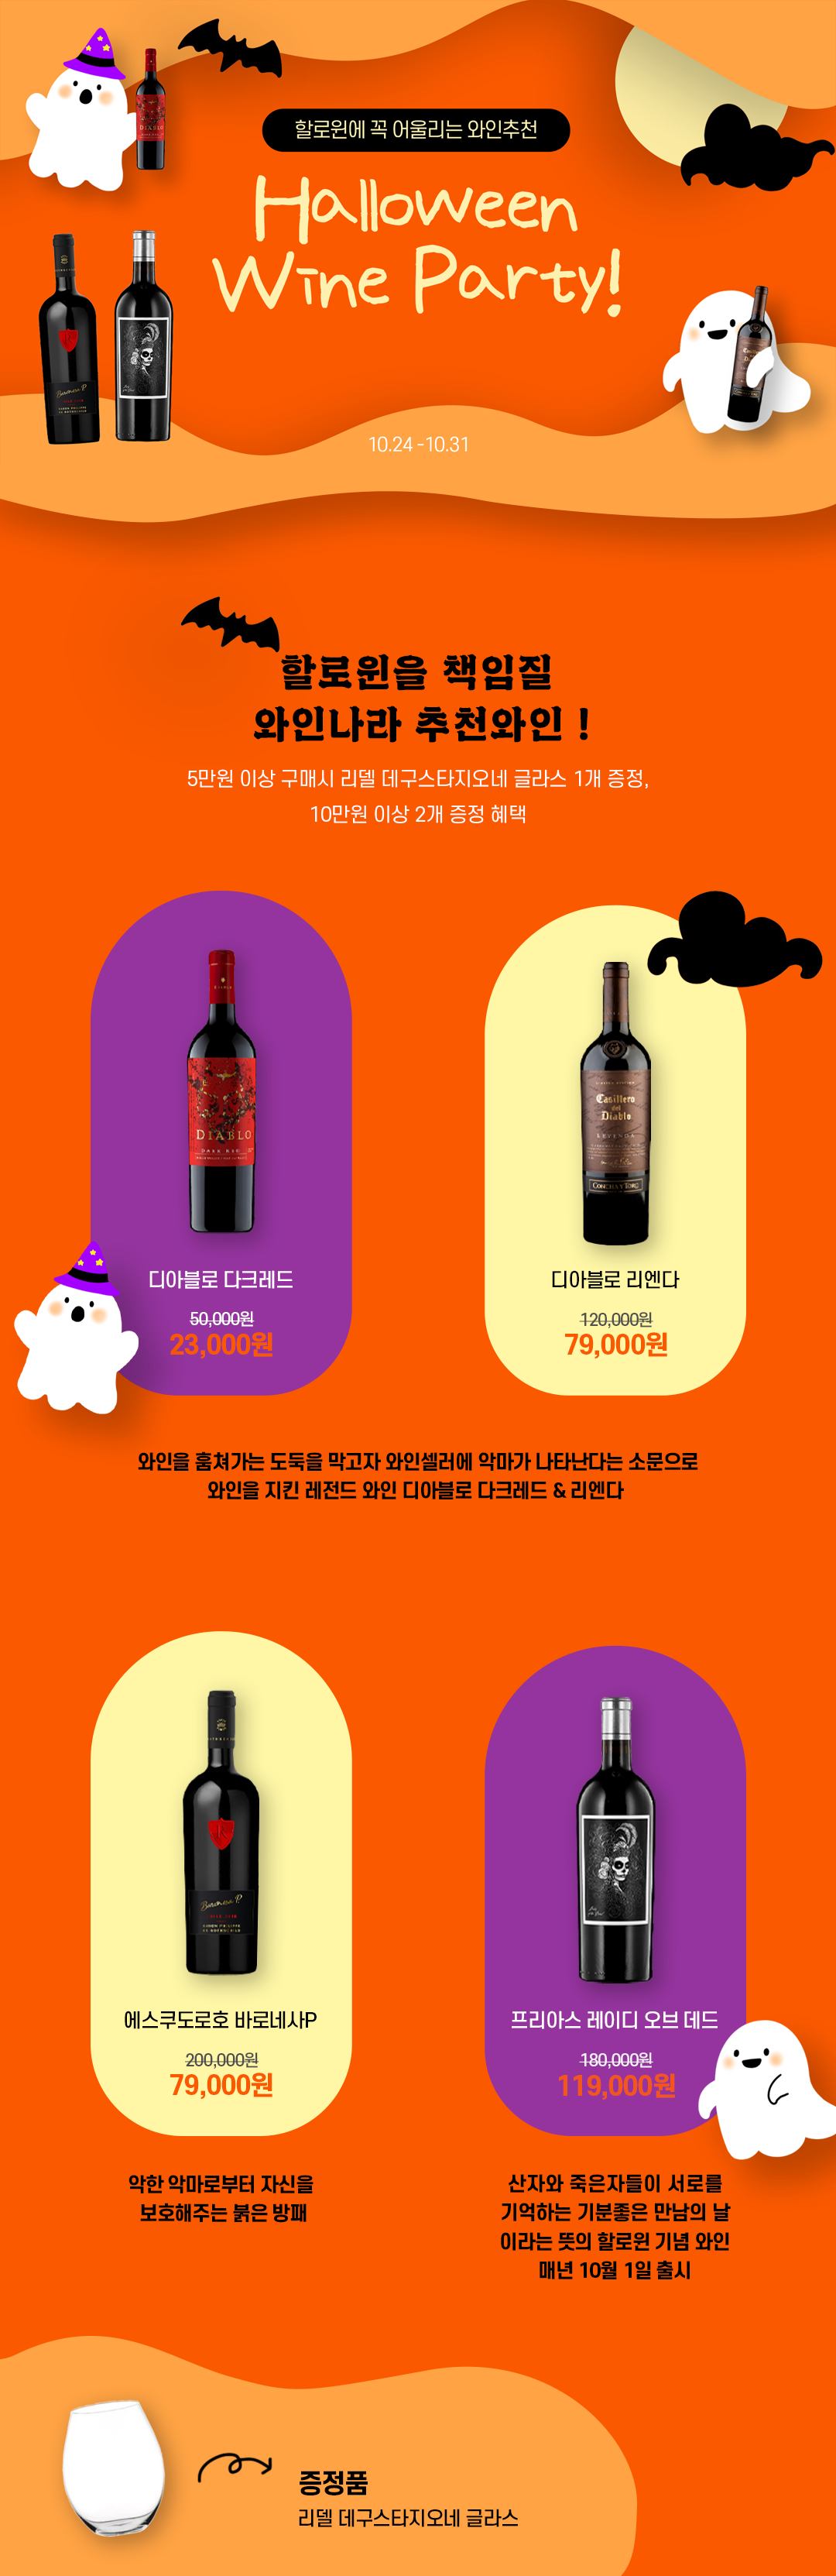 할로윈에 꼭 어울리는 와인추천
Halloween
Wine Party!
10.24 -10.31
할로윈을 책임질
와인나라 추천와인 !
5만원 이상 구매시 리델 데구스타지오네 글라스 1개 증정,
10만원 이상 2개 증정 혜택
DIABLO
DARK RED
Casillero
del
Diablo
LEYENDA
CONCHA Y TORO
디아블로 다크레드
50,000원
23,000원
디아블로 리엔다
120,000원
79,000원
와인을 훔쳐가는 도둑을 막고자 와인셀러에 악마가 나타난다는 소문으로
와인을 지킨 레전드 와인 디아블로 다크레드 & 리엔다
Baronesa P.
에스쿠도로호 바로네사P
200,000원
79,000원
프리아스 레이디 오브 데드
180,000원
119,000원
악한 악마로부터 자신을
보호해주는 붉은 방패
산자와 죽은자들이 서로를
기억하는 기분좋은 만남의 날
이라는 뜻의 할로윈 기념 와인
매년 10월 1일 출시
증정품
리델 데구스타지오네 글라스